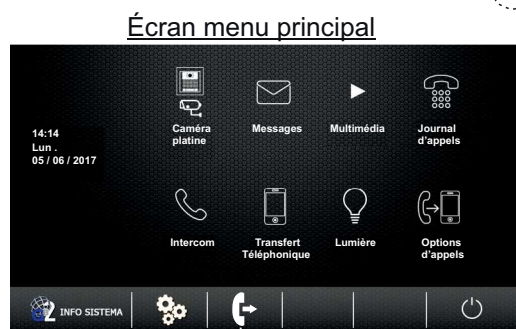 Écran menu principal
14:14
Lun .
05 / 06 / 2017
Caméra
platine
Messages
Multimédia
Journal
d'appels
Intercom
Transfert
Téléphonique
Lumière
Options
d'appels
2 INFO SISTEMA